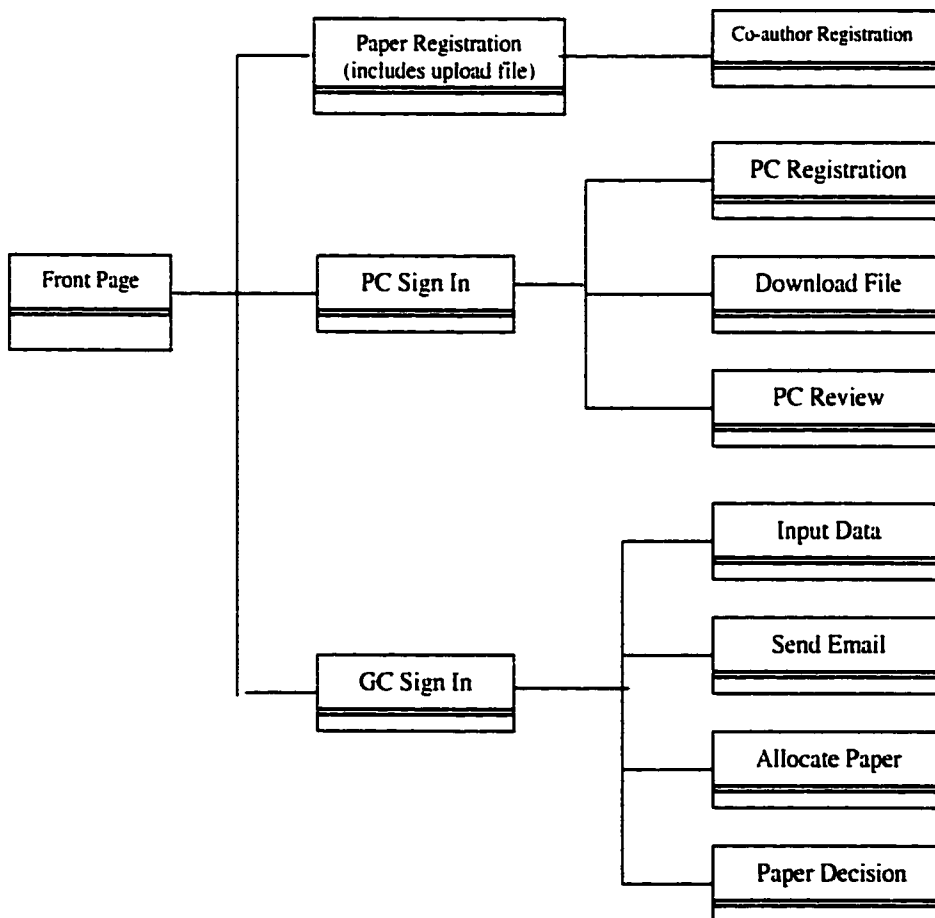 Paper Registration
(includes upload file)
Co-author Registration
PC Registration
Front Page
PC Sign In
Download File
PC Review
Input Data
Send Email
GC Sign In
Allocate Paper
Paper Decision